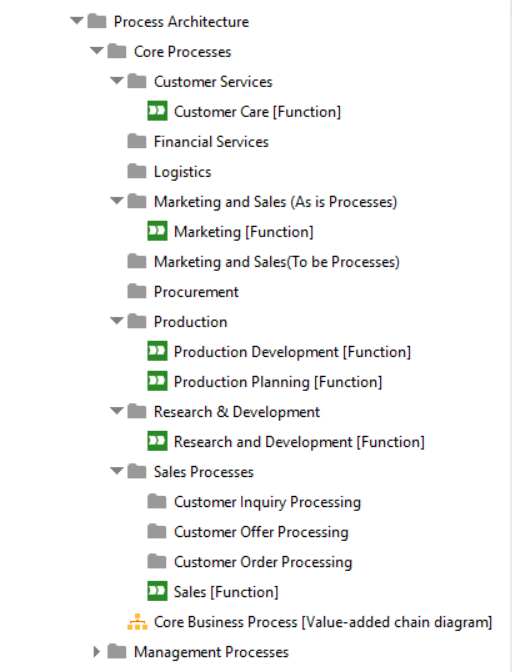 Process Architecture
Core Processes
Customer Services
Customer Care [Function]
Financial Services
Logistics
Marketing and Sales (As is Processes)
Marketing [Function]
Marketing and Sales(To be Processes)
Procurement
Production
Production Development [Function]
Production Planning [Function]
Research & Development
Research and Development [Function]
Sales Processes
Customer Inquiry Processing
Customer Offer Processing
Customer Order Processing
Sales [Function]
Core Business Process [Value-added chain diagram]
Management Processes